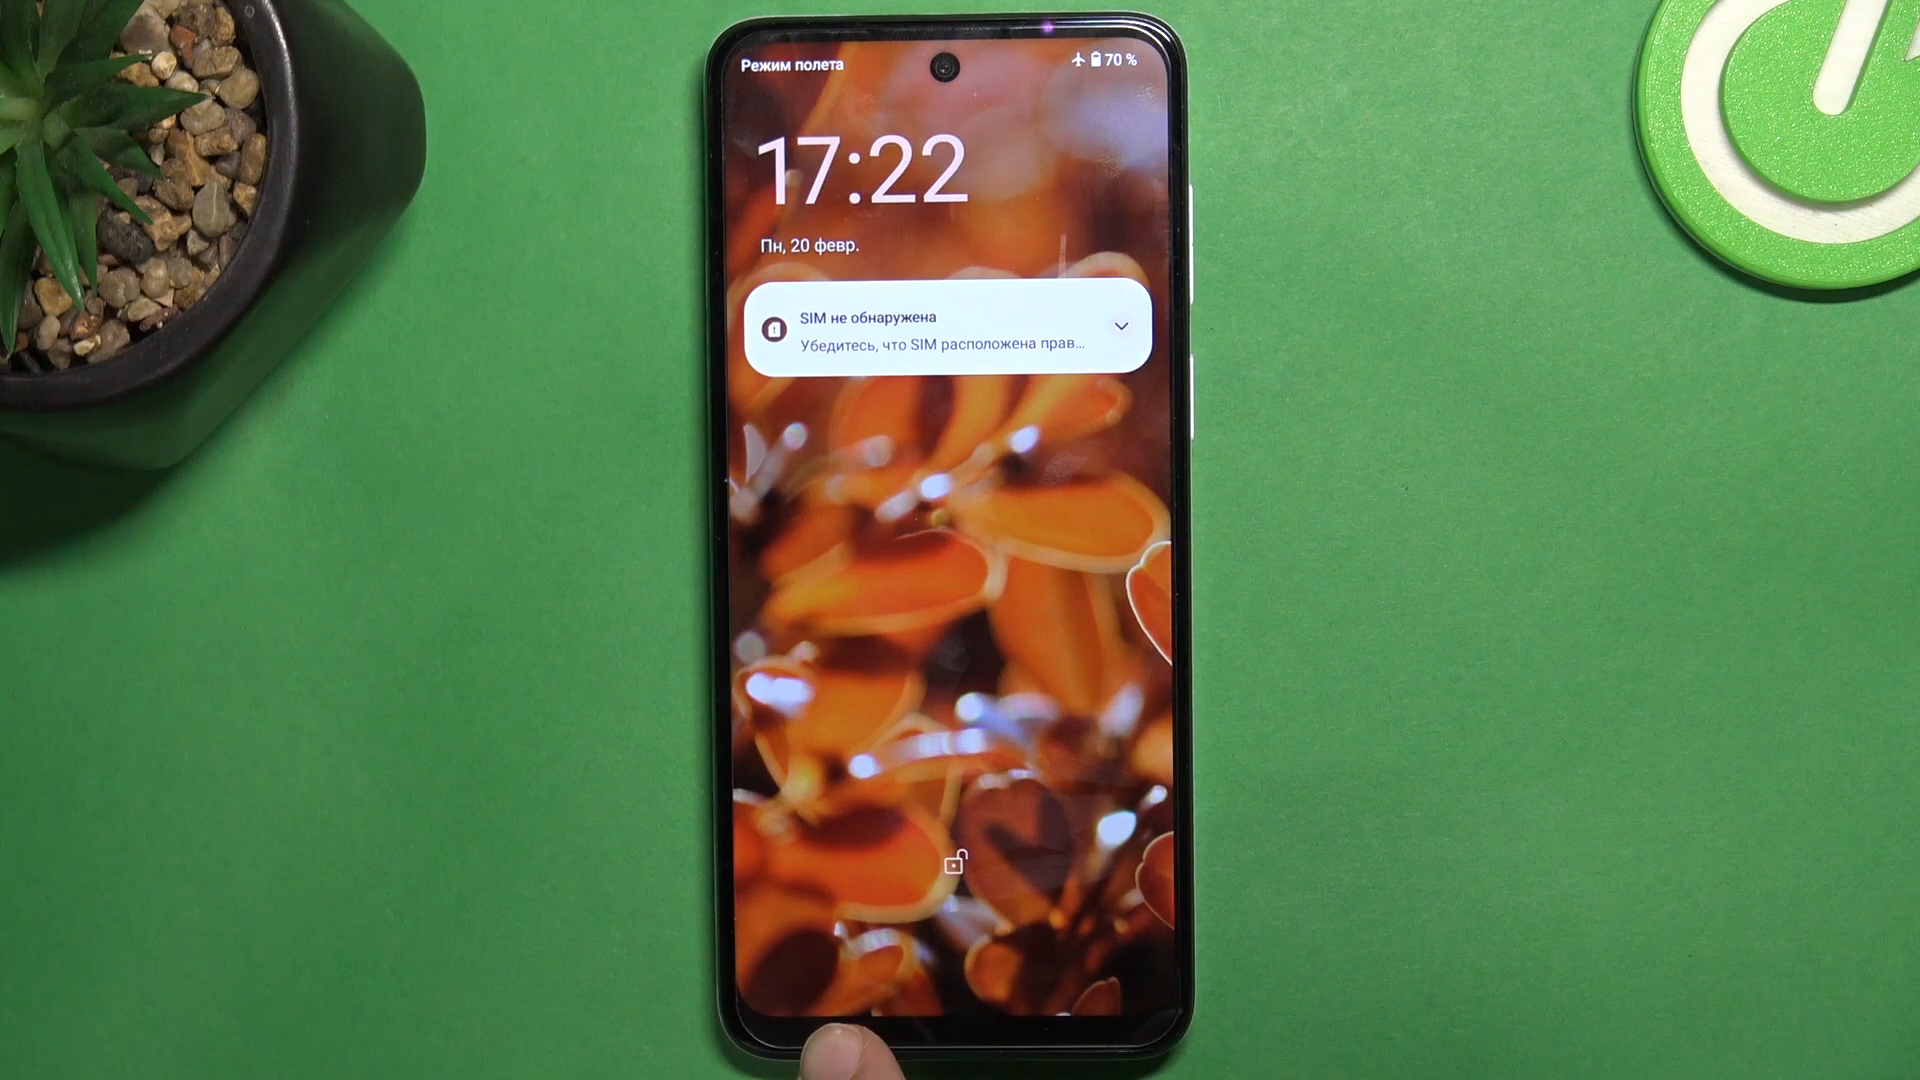 Режим полета
70 %
17:22
Пн, 20 февр.
SIM не обнаружена
Убедитесь, что SIM расположена прав…